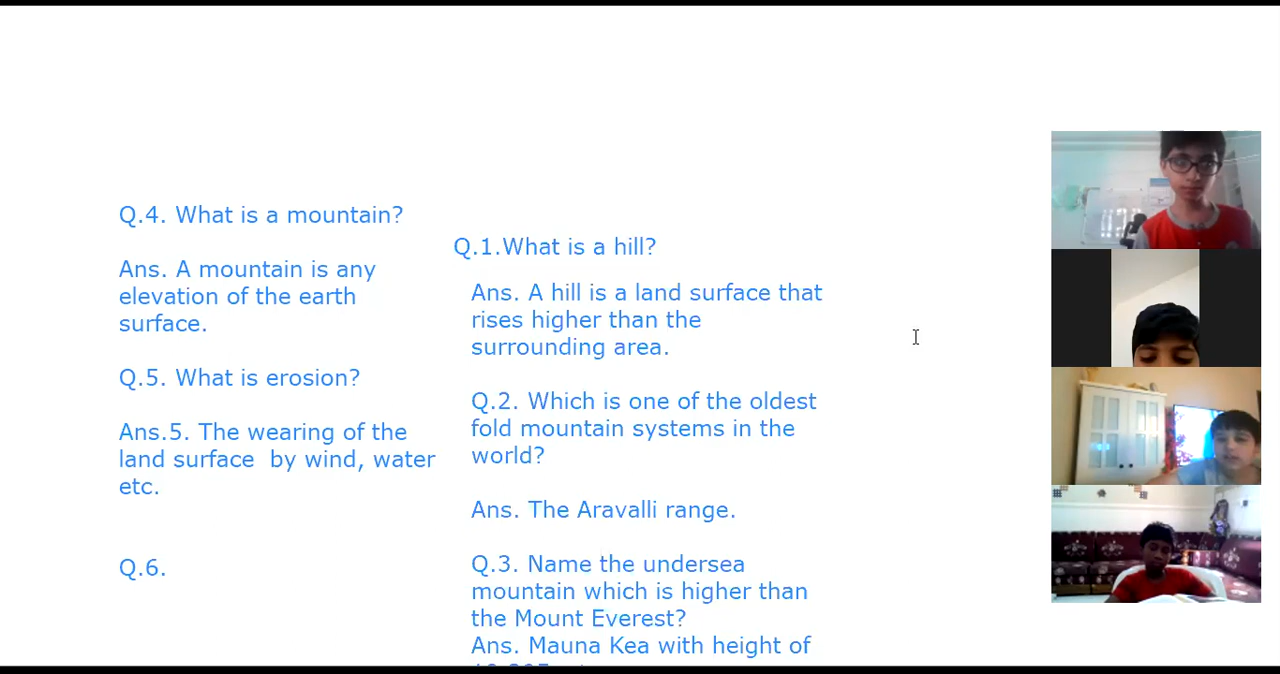 Q.4. What is a mountain?
Ans. A mountain is any
elevation of the earth
surface.
Q.5. What is erosion?
Ans.5. The wearing of the
land surface  by wind, water
etc.
Q.6.
Q.1.What is a hill?
Ans. A hill is a land surface that
rises higher than the
surrounding area.
Q.2. Which is one of the oldest
fold mountain systems in the
world?
Ans. The Aravalli range.
Q.3. Name the undersea
mountain which is higher than
the Mount Everest?
Ans. Mauna Kea with height of